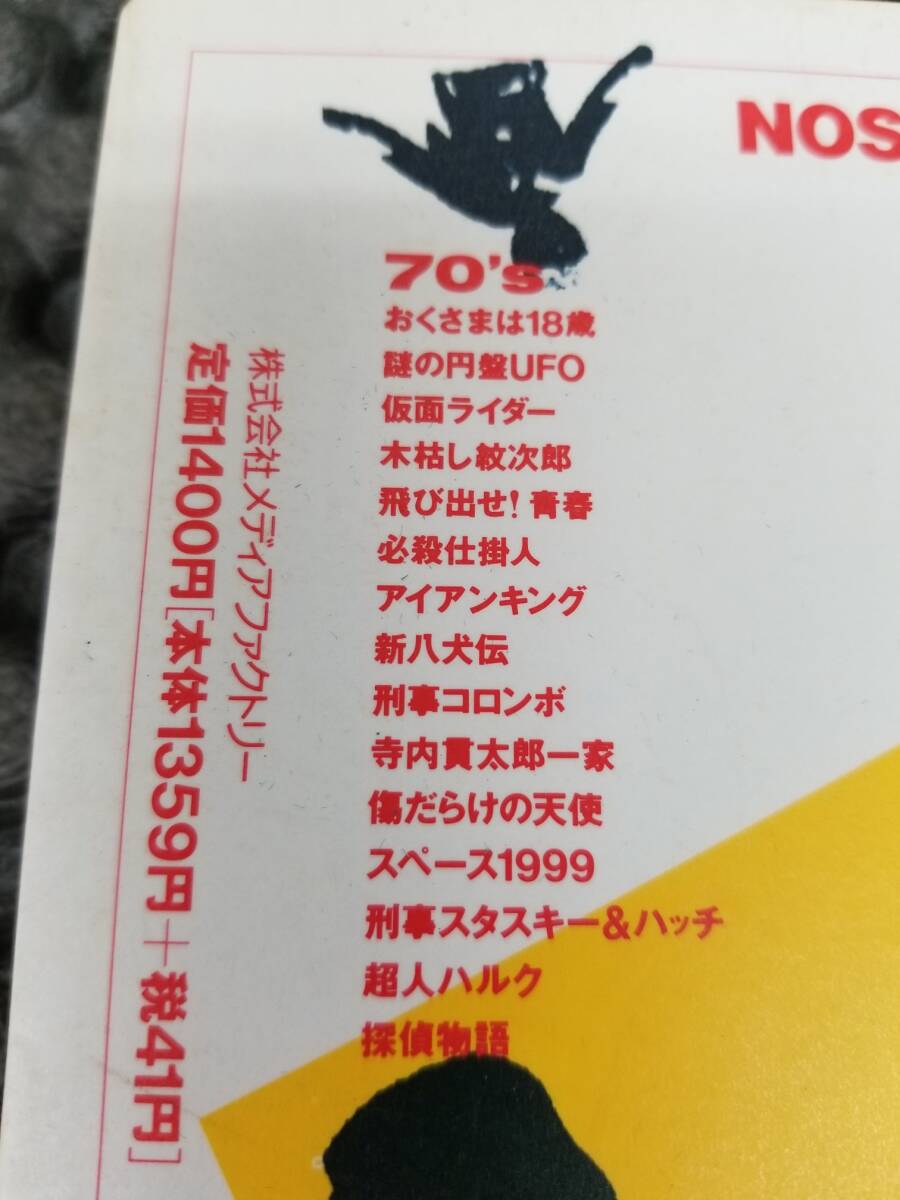 NOS
70's
おくさまは18歳
謎の円盤UFO
仮面ライダー
木枯し紋次郎
飛び出せ!青春
必殺仕掛人
アイアンキング
新八犬伝
刑事コロンボ
寺内貫太郎一家
傷だらけの天使
スペース1999
刑事スタスキー&ハッチ
超人ハルク
探偵物語
株式会社メディアファクトリー
定価1400円[本体1359円+税41円]